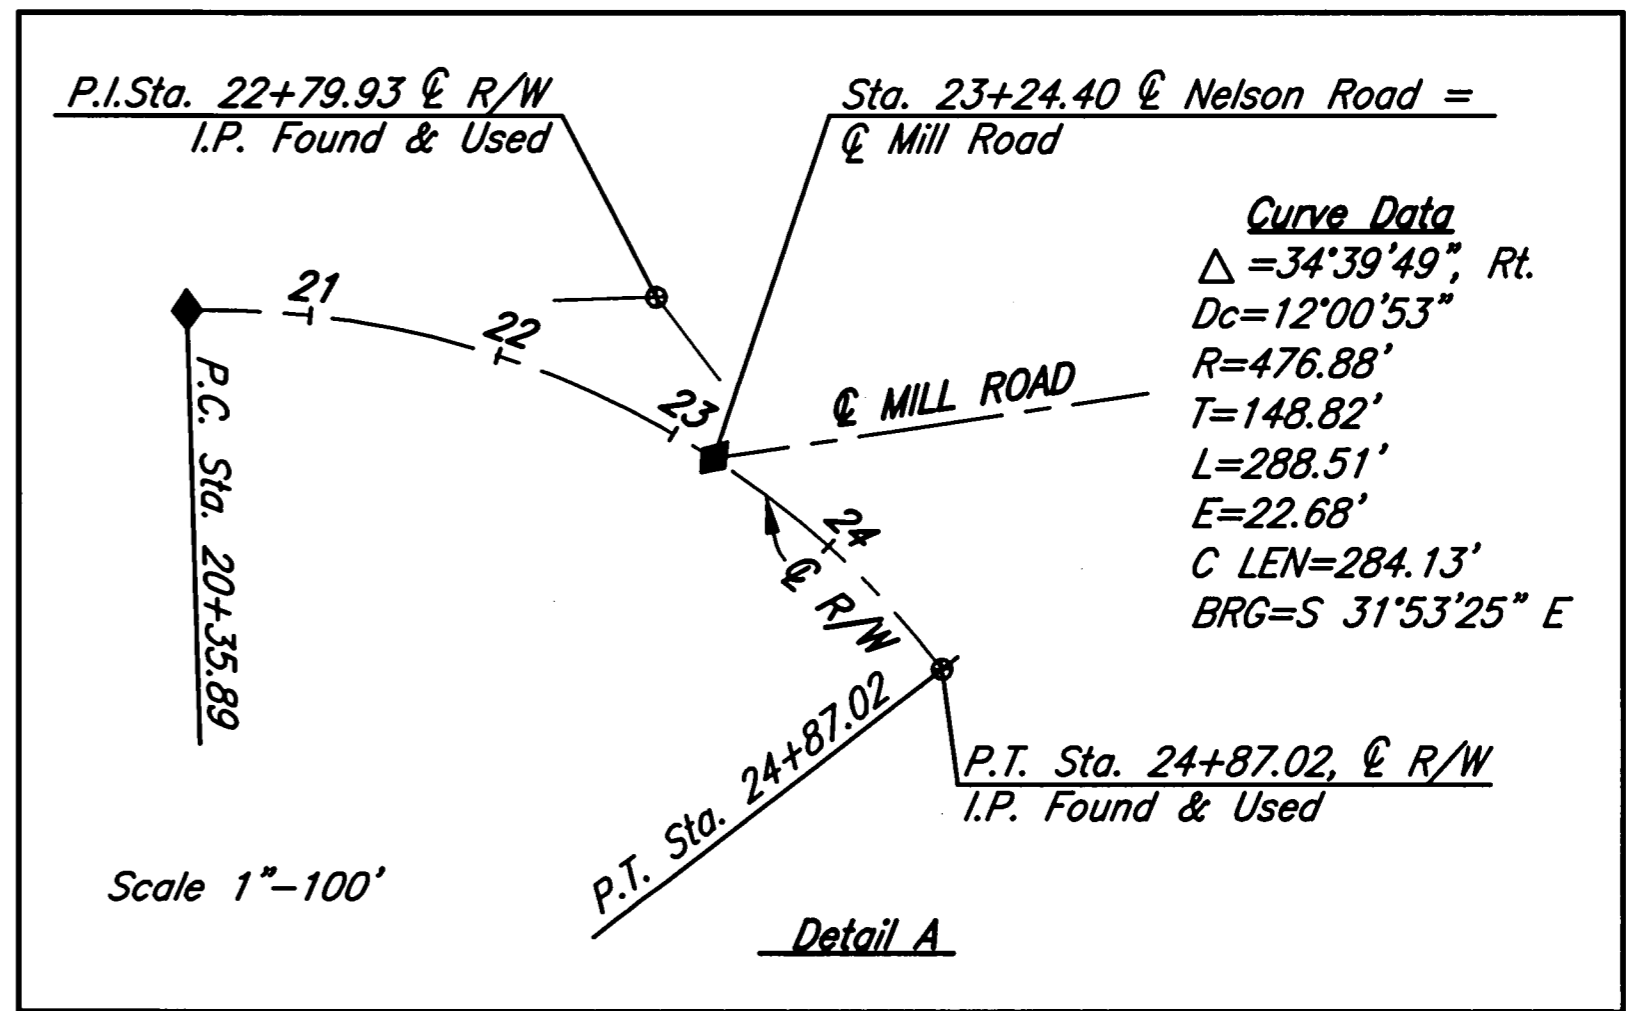 P.I.Sta. 22+79.93 ℄ R/W
I.P. Found & Used
Sta. 23+24.40 ℄ Nelson Road =
℄ Mill Road
Curve Data
△ =34°39'49", Rt.
Dc=12°00'53"
R=476.88'
T=148.82'
L=288.51'
E=22.68'
C LEN=284.13'
BRG=S 31°53'25" E
21
22
23
24
℄ MILL ROAD
℄ R/W
P.C. Sta. 20+35.89
P.T. Sta. 24+87.02
P.T. Sta. 24+87.02, ℄ R/W
I.P. Found & Used
Scale 1"-100'
Detail A